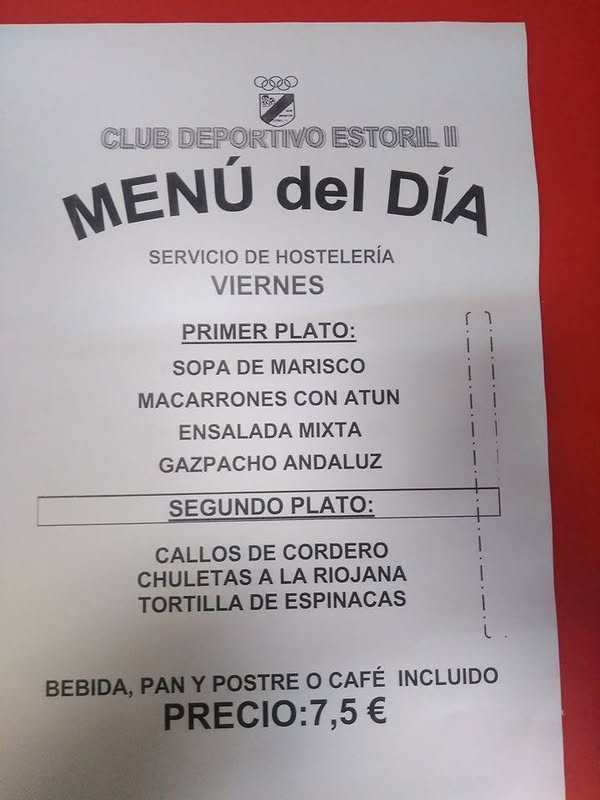 CLUB DEPORTIVO ESTORIL II
MENÚ del DÍA
SERVICIO DE HOSTELERÍA
VIERNES
PRIMER PLATO:
SOPA DE MARISCO
MACARRONES CON ATUN
ENSALADA MIXTA
GAZPACHO ANDALUZ
SEGUNDO PLATO:
CALLOS DE CORDERO
CHULETAS A LA RIOJANA
TORTILLA DE ESPINACAS
BEBIDA, PAN Y POSTRE O CAFÉ INCLUIDO
PRECIO:7,5 €